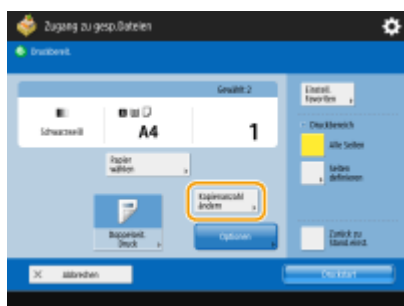 Zugang zu gesp.Dateien
Druckbereit.
Gewählt 2
Schwarzweiß
A4
1
Papier
wählen
Kopienanzahl
ändern
Doppelseit.
Druck
Optionen
Einstell.
Favoriten
Druckbereich
Alle Seiten
Seiten
definieren
Zurück zu
Stand.einst.
Abbrechen
Druckstart